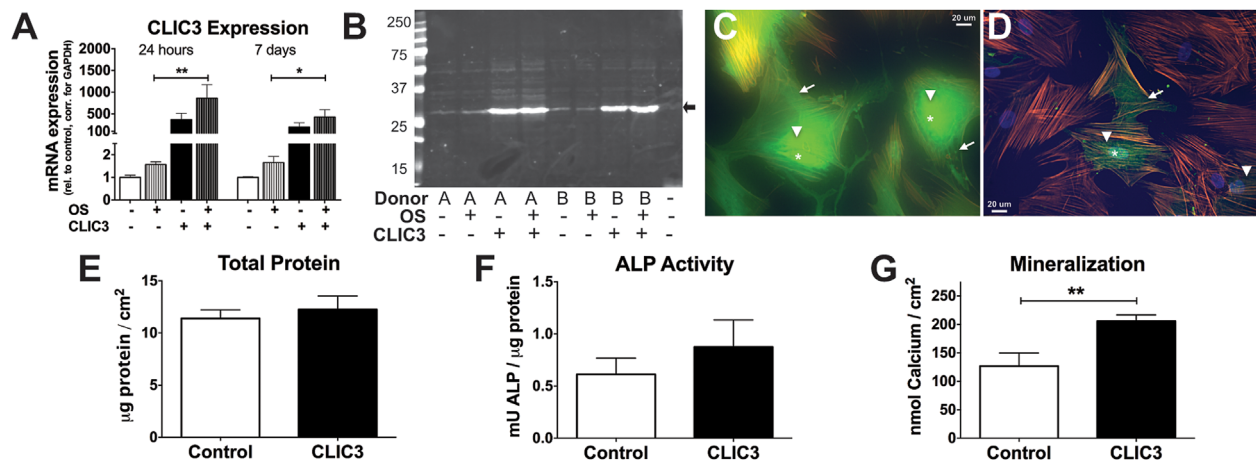 A
CLIC3 Expression
24 hours
7 days
mRNA expression
(rel. to control, corr. for GAPDH)
2000
1500
1000
500
100
2
1
0
**
*
OS - + - + - + - +
CLIC3 - - + + - - + +
B
250
75
37
25
15
Donor A A A A B B B B -
OS - + - + - + - + -
CLIC3 - - + + - - + + -
C
20 um
*
*
D
*
20 um
E
Total Protein
µg protein / cm²
15
10
5
0
Control
CLIC3
F
ALP Activity
mU ALP / µg protein
1.5
1.0
0.5
0.0
Control
CLIC3
G
Mineralization
nmol Calcium / cm²
250
200
150
100
50
0
**
Control
CLIC3